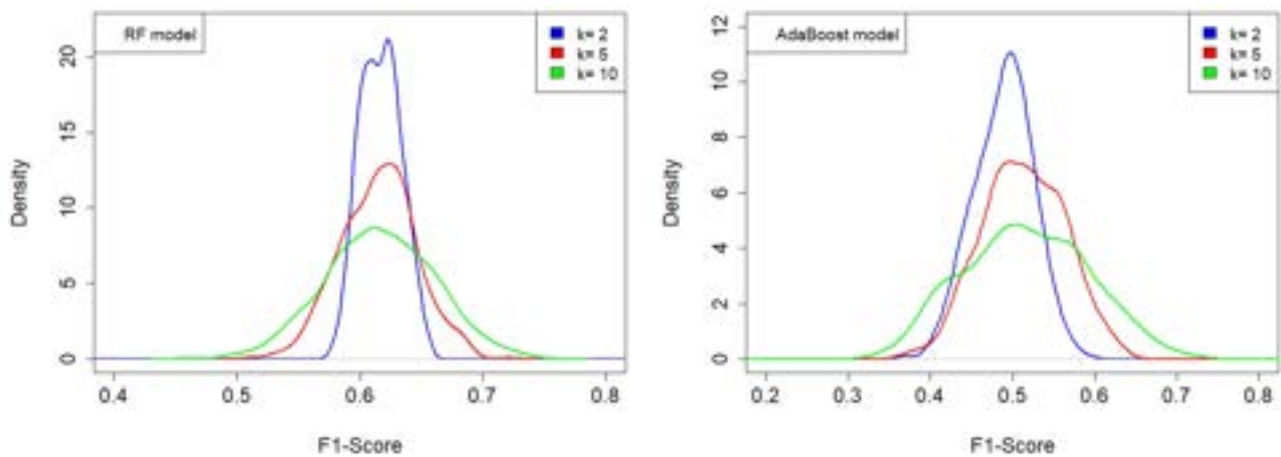 RF model
k= 2
k= 5
k= 10
Density
0
5
10
15
20
0.4 0.5 0.6 0.7 0.8
F1-Score
AdaBoost model
k= 2
k= 5
k= 10
Density
0
2
4
6
8
10
12
0.2 0.3 0.4 0.5 0.6 0.7 0.8
F1-Score